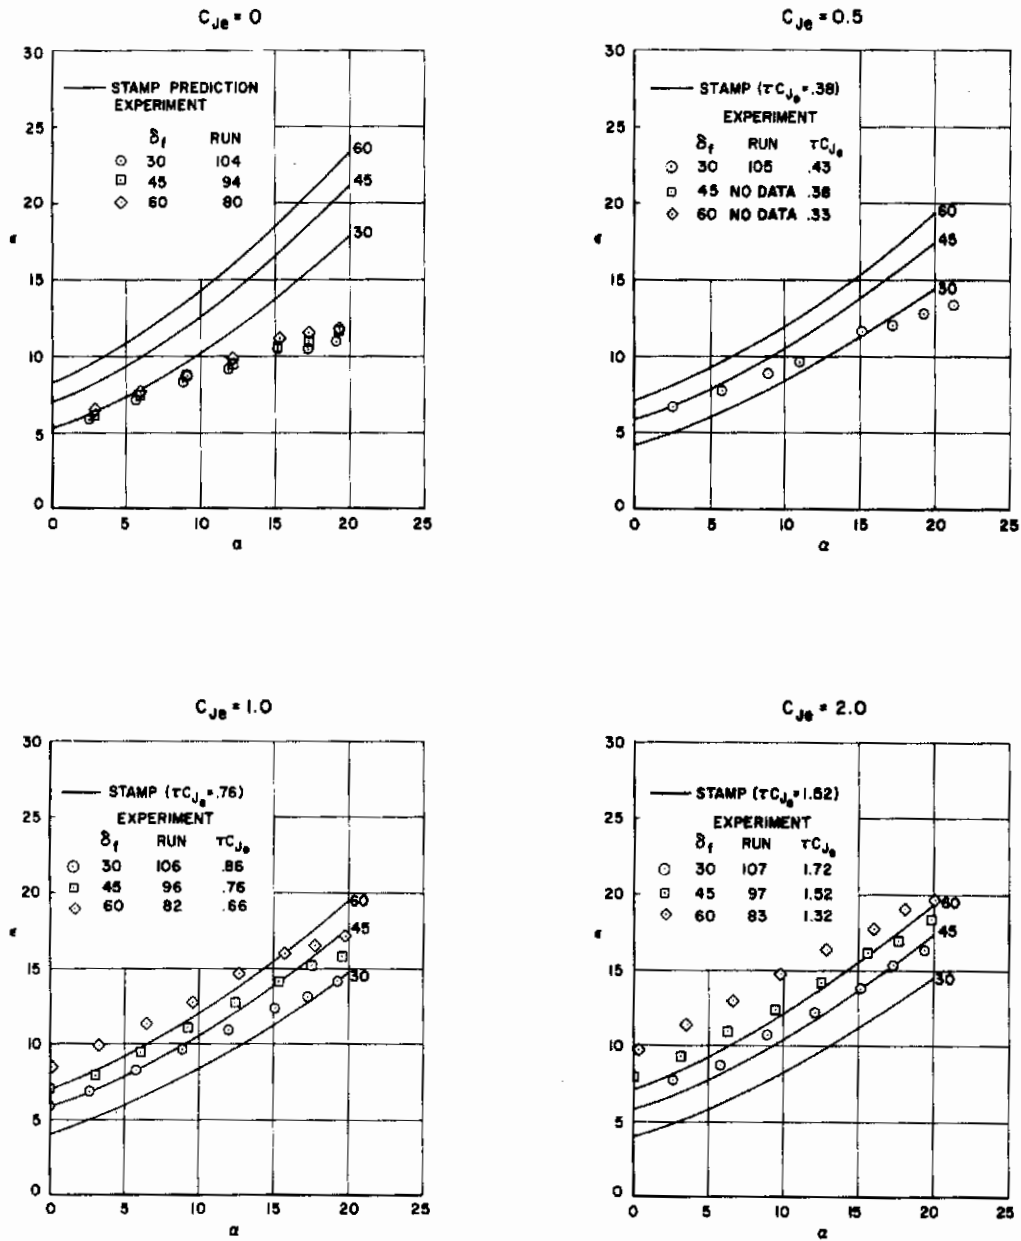 C_Je = 0
30
25
20
15
10
5
0
ε
STAMP PREDICTION
EXPERIMENT
δ_f RUN
30 104
45 94
60 80
60
45
30
0 5 10 15 20 25
α
C_Je = 0.5
30
25
20
15
10
5
0
ε
STAMP (τC_Je = .38)
EXPERIMENT
δ_f RUN τC_Je
30 105 .43
45 NO DATA .38
60 NO DATA .33
60
45
30
0 5 10 15 20 25
α
C_Je = 1.0
30
25
20
15
10
5
0
ε
STAMP (τC_Je = .76)
EXPERIMENT
δ_f RUN τC_Je
30 106 .86
45 96 .76
60 82 .66
60
45
30
0 5 10 15 20 25
α
C_Je = 2.0
30
25
20
15
10
5
0
ε
STAMP (τC_Je = 1.52)
EXPERIMENT
δ_f RUN τC_Je
30 107 1.72
45 97 1.52
60 83 1.32
60
45
30
0 5 10 15 20 25
α